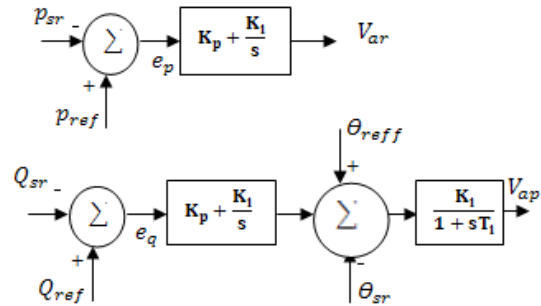 p_sr - Σ e_p K_p + K_1/s V_ar
+
p_ref
θ_reff
Q_sr - Σ e_q K_p + K_1/s + Σ K_1/(1 + sT_1) V_ap
+ -
Q_ref θ_sr